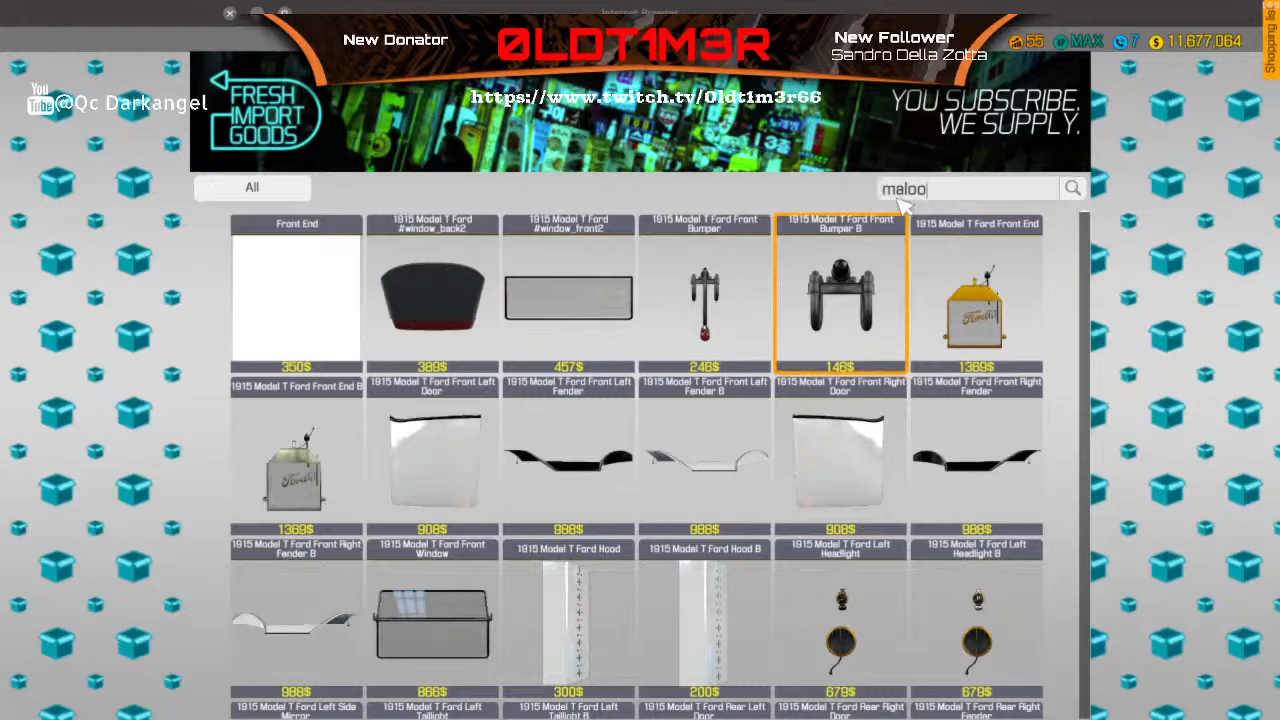 Internet Browser
New Donator
0LDT1M3R
New Follower
Sandro Della Zotta
55
MAX
7
11,677,064
Shopping list
You
Tube @Qc Darkangel
https://www.twitch.tv/0ldt1m3r66
FRESH
IMPORT
GOODS
YOU SUBSCRIBE.
WE SUPPLY.
All
maloo
Front End
1915 Model T Ford
#window_back2
1915 Model T Ford
#window_front2
1915 Model T Ford Front
Bumper
1915 Model T Ford Front
Bumper B
1915 Model T Ford Front End
Ford
350$
389$
457$
248$
146$
1369$
1915 Model T Ford Front End B
1915 Model T Ford Front Left
Door
1915 Model T Ford Front Left
Fender
1915 Model T Ford Front Left
Fender B
1915 Model T Ford Front Right
Door
1915 Model T Ford Front Right
Fender
Ford
1369$
908$
988$
988$
908$
988$
1915 Model T Ford Front Right
Fender B
1915 Model T Ford Front
Window
1915 Model T Ford Hood
1915 Model T Ford Hood B
1915 Model T Ford Left
Headlight
1915 Model T Ford Left
Headlight B
988$
866$
300$
200$
679$
679$
1915 Model T Ford Left Side
Mirror
1915 Model T Ford Left
Taillight
1915 Model T Ford Left
Taillight B
1915 Model T Ford Rear Left
Door
1915 Model T Ford Rear Right
Door
1915 Model T Ford Rear Right
Fender